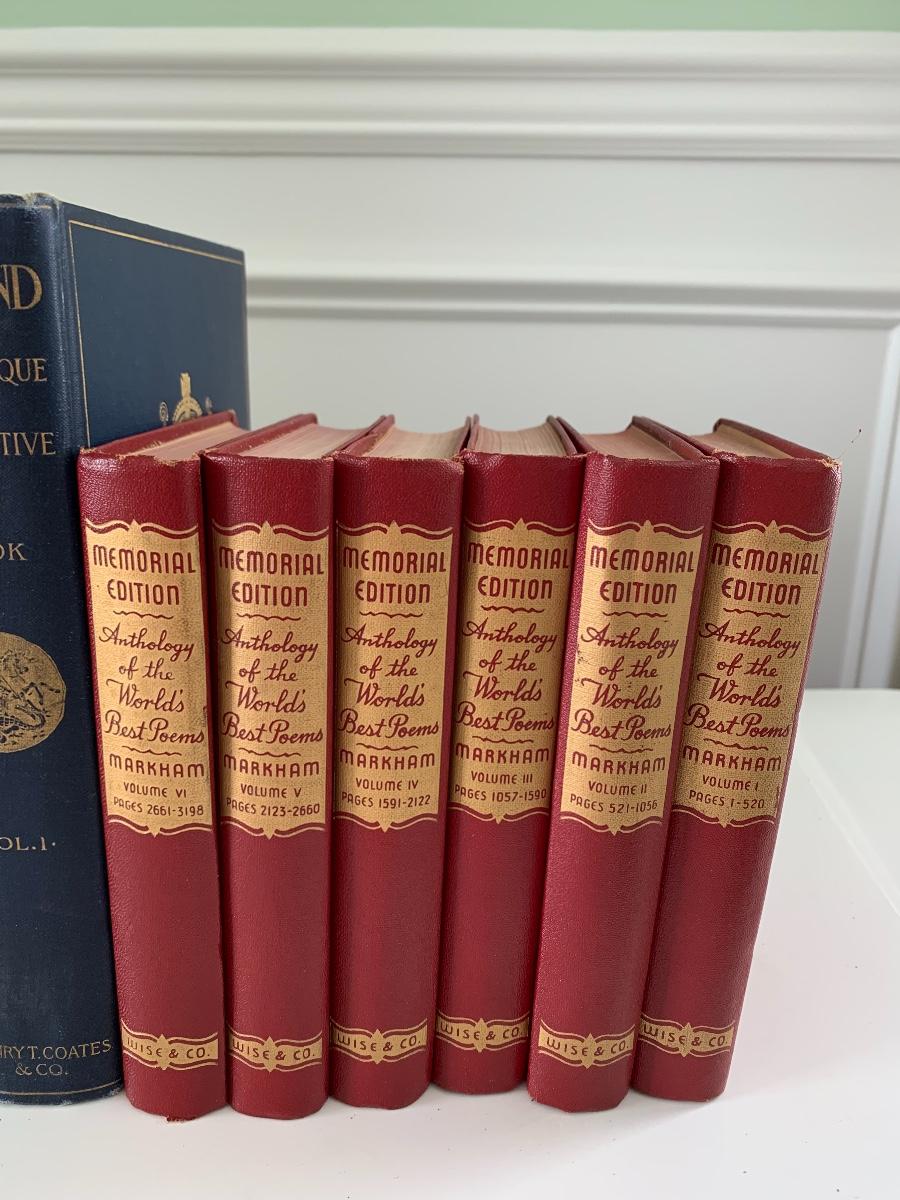 ND
QUE
TIVE
OK
OL.1·
NRYT.COATES
& CO.
MEMORIAL
EDITION
Anthology
of the
World's
Best Poems
MARKHAM
VOLUME VI
PAGES 2661-3198
WISE & CO.
MEMORIAL
EDITION
Anthology
of the
World's
Best Poems
MARKHAM
VOLUME V
PAGES 2123-2660
WISE & CO.
MEMORIAL
EDITION
Anthology
of the
World's
Best Poems
MARKHAM
VOLUME IV
PAGES 1591-2122
WISE & CO.
MEMORIAL
EDITION
Anthology
of the
World's
Best Poems
MARKHAM
VOLUME III
PAGES 1057-1590
WISE & CO.
MEMORIAL
EDITION
Anthology
of the
World's
Best Poems
MARKHAM
VOLUME II
PAGES 521-1056
WISE & CO.
MEMORIAL
EDITION
Anthology
of the
World's
Best Poems
MARKHAM
VOLUME I
PAGES 1-520
WISE & CO.